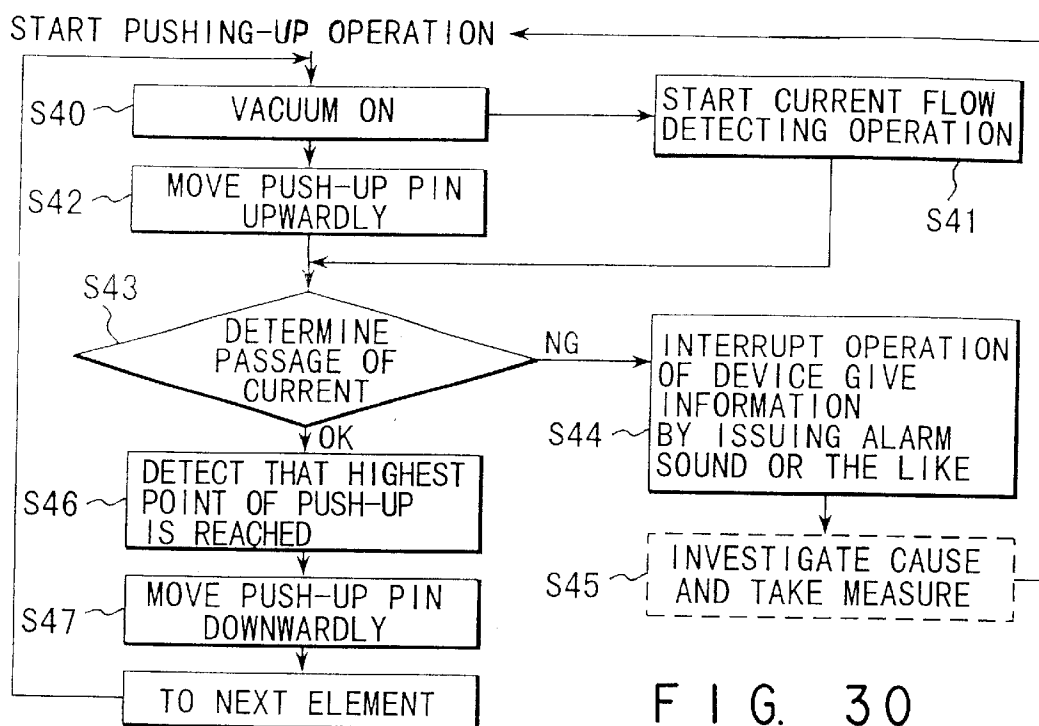 START PUSHING-UP OPERATION
S40
VACUUM ON
START CURRENT FLOW
DETECTING OPERATION
S41
S42
MOVE PUSH-UP PIN
UPWARDLY
S43
DETERMINE
PASSAGE OF
CURRENT
NG
OK
S44
INTERRUPT OPERATION
OF DEVICE GIVE
INFORMATION
BY ISSUING ALARM
SOUND OR THE LIKE
S46
DETECT THAT HIGHEST
POINT OF PUSH-UP
IS REACHED
S45
INVESTIGATE CAUSE
AND TAKE MEASURE
S47
MOVE PUSH-UP PIN
DOWNWARDLY
TO NEXT ELEMENT
FIG. 30